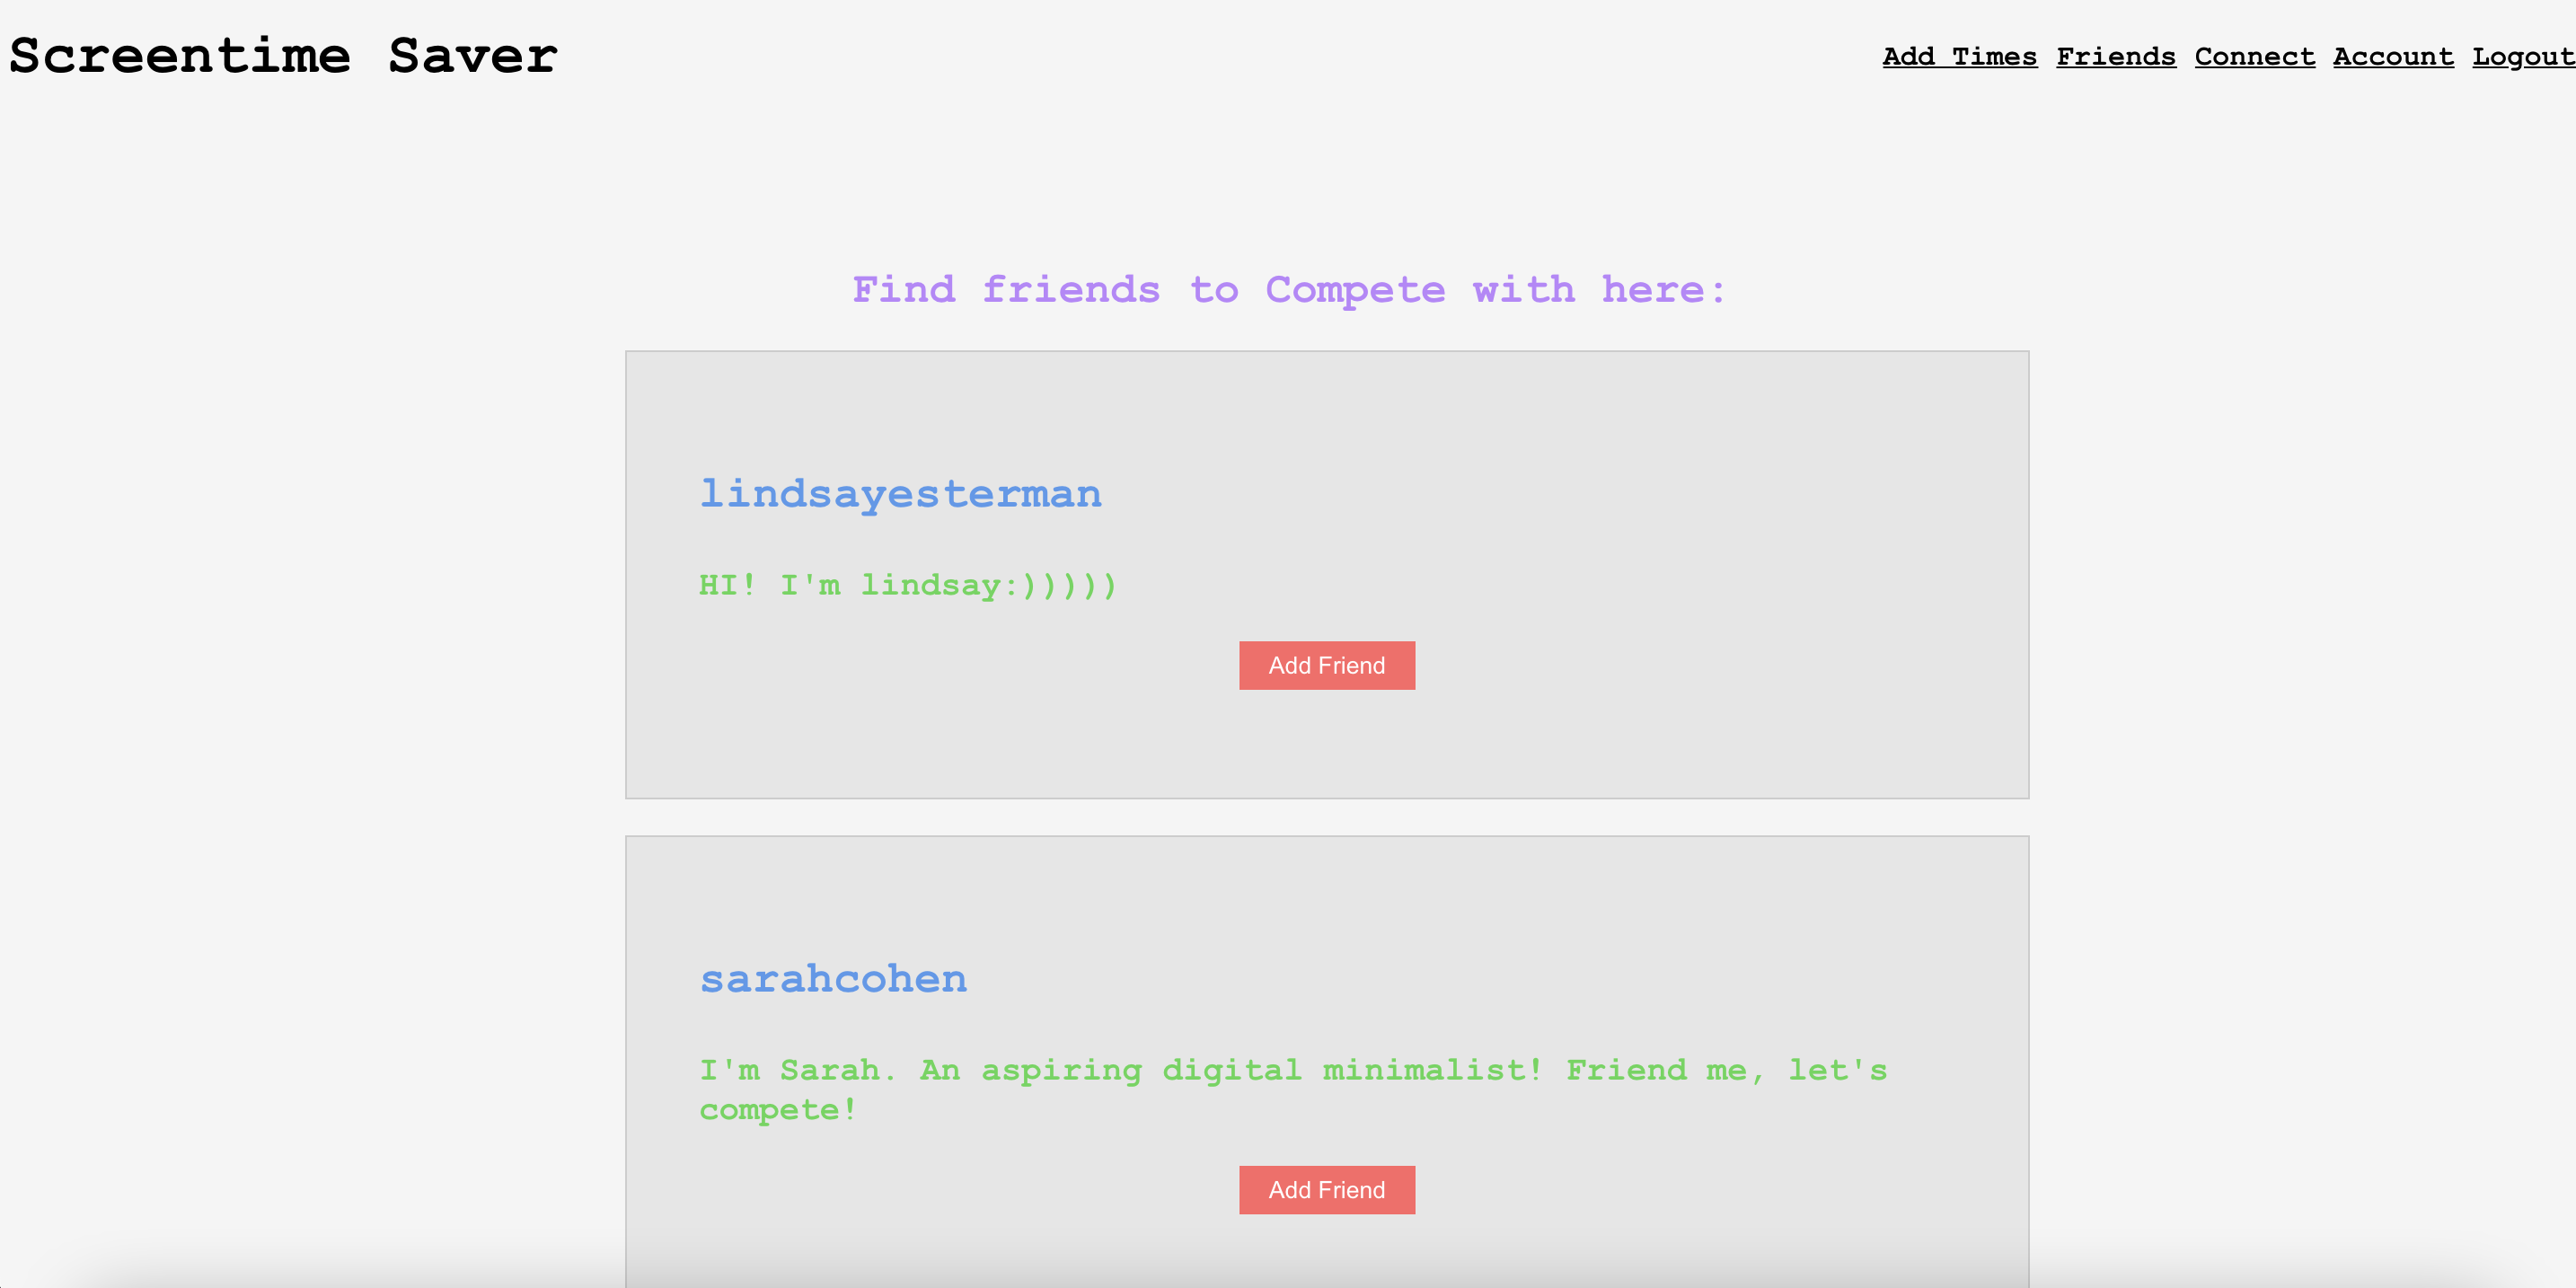 Screentime Saver
Add Times Friends Connect Account Logout
Find friends to Compete with here:
lindsayesterman
HI! I'm lindsay:)))))
Add Friend
sarahcohen
I'm Sarah. An aspiring digital minimalist! Friend me, let's
compete!
Add Friend